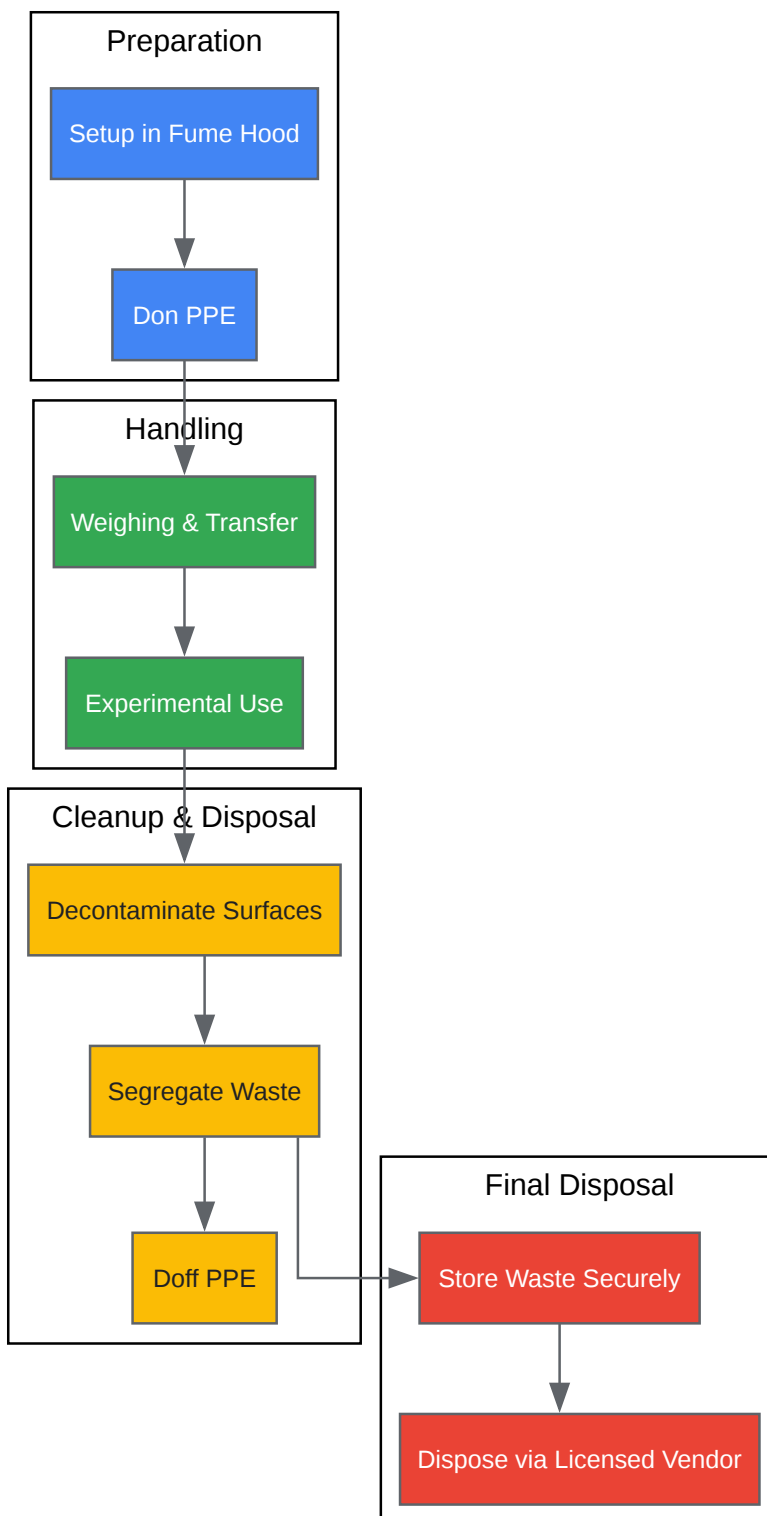 Preparation
Setup in Fume Hood
Don PPE
Handling
Weighing & Transfer
Experimental Use
Cleanup & Disposal
Decontaminate Surfaces
Segregate Waste
Doff PPE
Final Disposal
Store Waste Securely
Dispose via Licensed Vendor